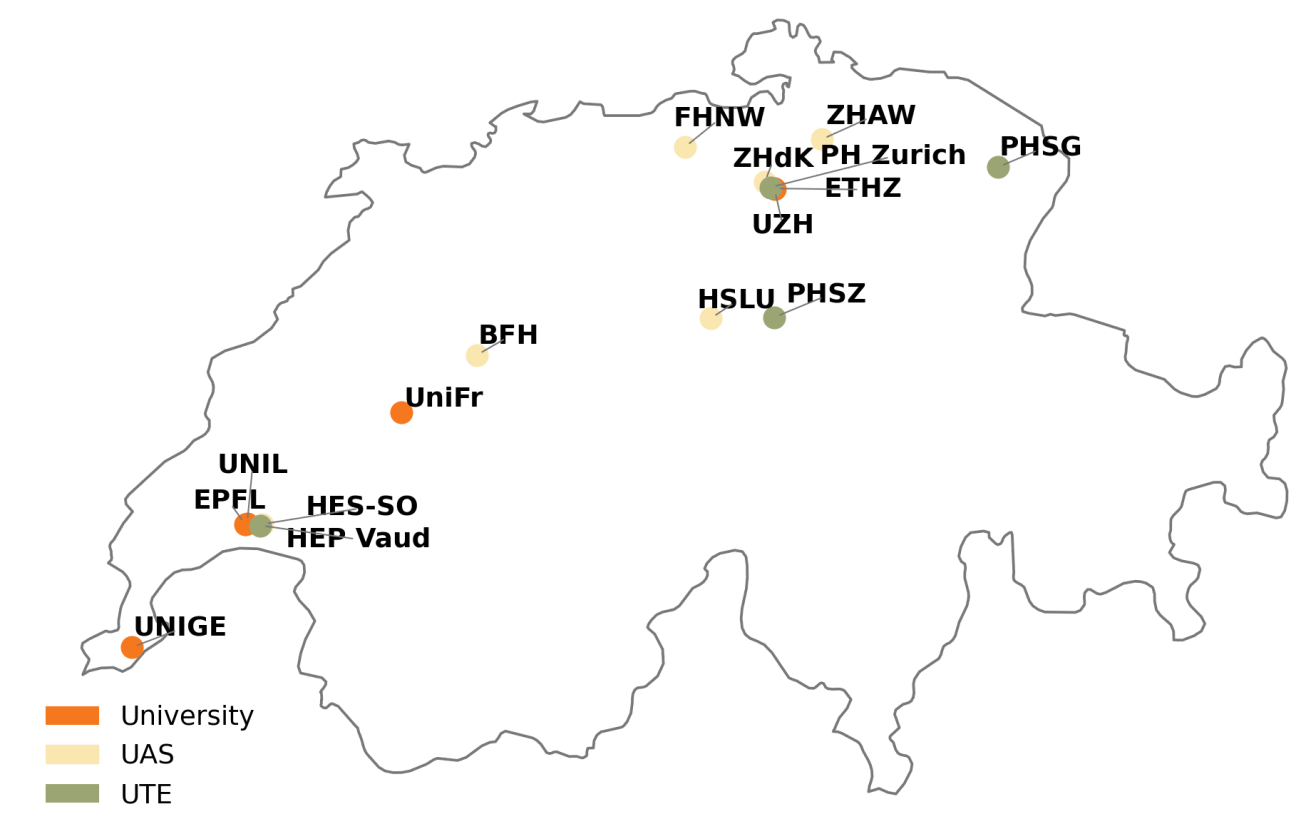 FHNW
ZHAW
ZHdK
PH Zurich
PHSG
ETHZ
UZH
HSLU
PHSZ
BFH
UniFr
UNIL
EPFL
HES-SO
HEP Vaud
UNIGE
University
UAS
UTE